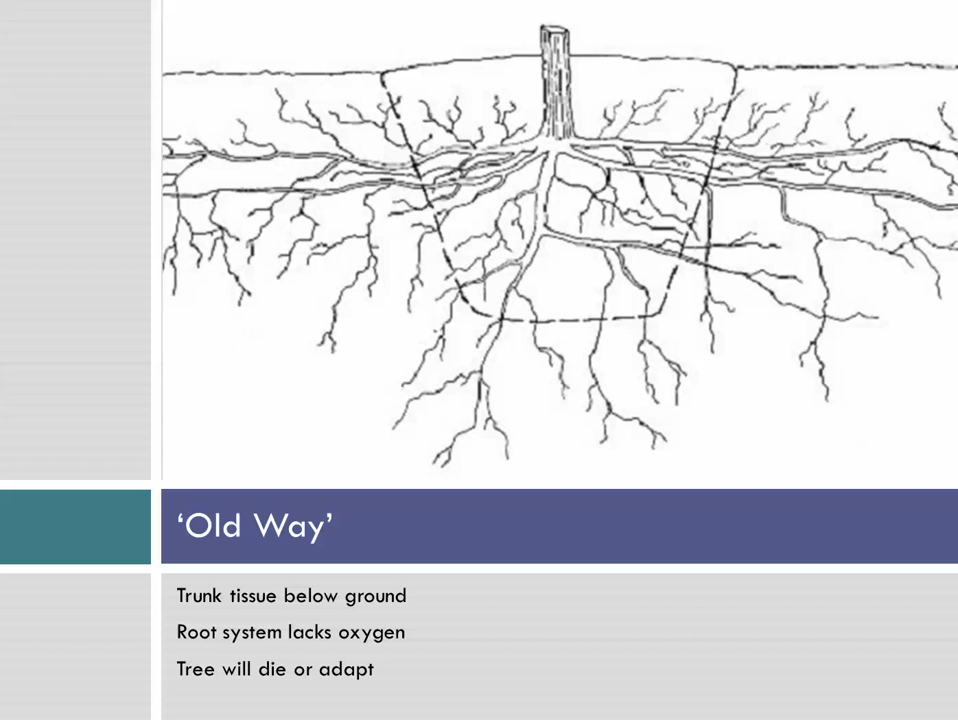 ‘Old Way’
Trunk tissue below ground
Root system lacks oxygen
Tree will die or adapt